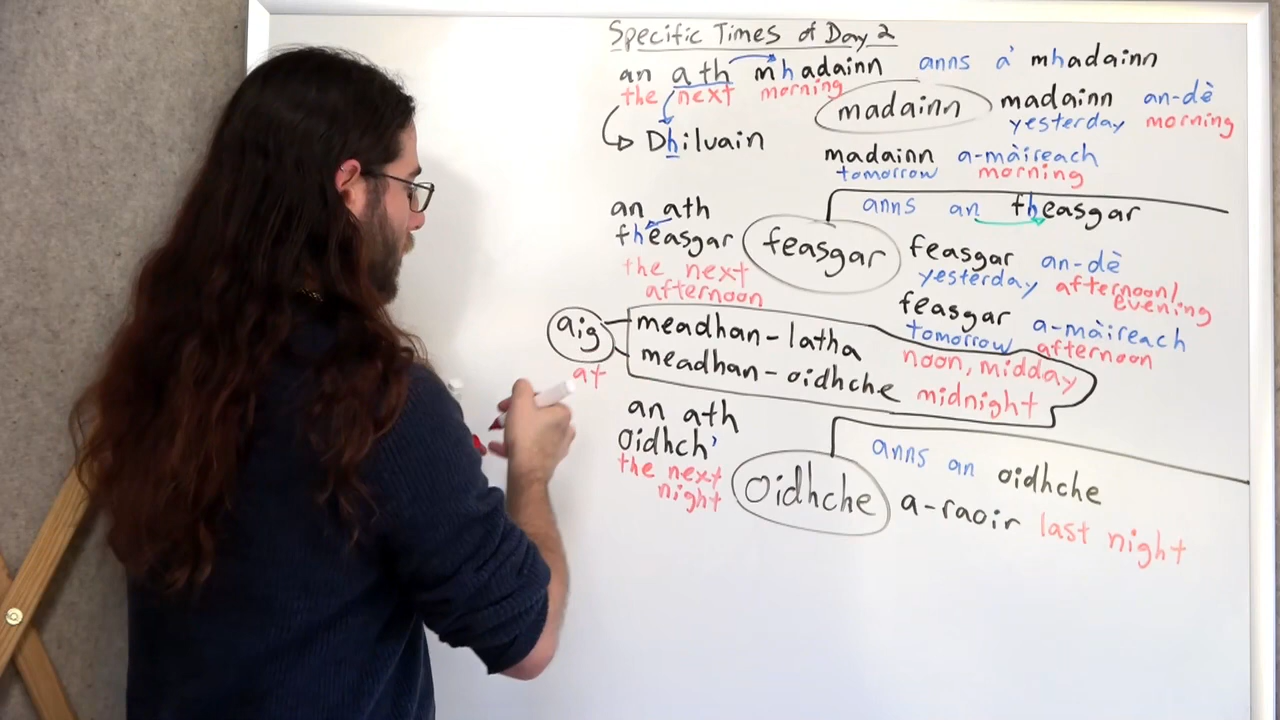 Specific Times of Day 2
an ath mhadainn anns a' mhadainn
the next morning
madainn madainn an-dè
yesterday morning
Dhiluain
madainn a-màireach
tomorrow morning
an ath anns an fheasgar
fheasgar feasgar feasgar an-dè
the next afternoon
yesterday afternoon/evening
feasgar a-màireach
tomorrow afternoon
aig meadhan-latha noon, midday
at meadhan-oidhche midnight
an ath
oidhch' anns an oidhche
the next night
oidhche a-raoir last night